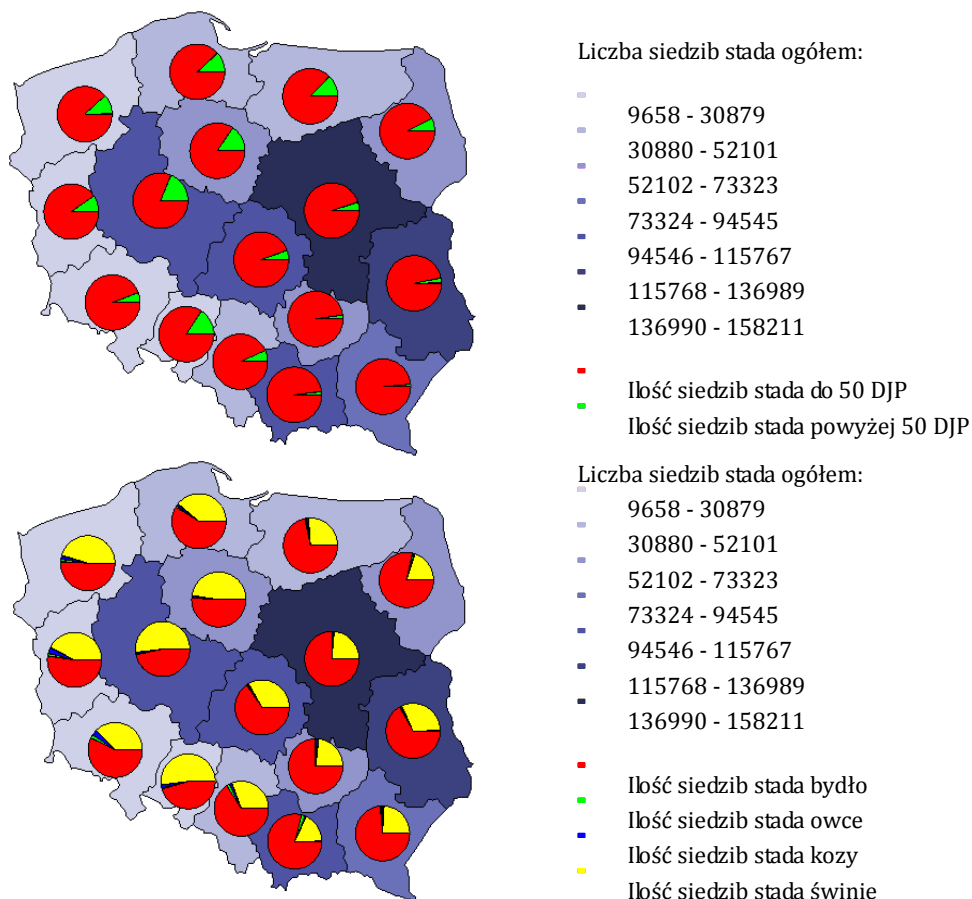 Liczba siedzib stada ogółem:
9658 - 30879
30880 - 52101
52102 - 73323
73324 - 94545
94546 - 115767
115768 - 136989
136990 - 158211
Ilość siedzib stada do 50 DJP
Ilość siedzib stada powyżej 50 DJP
Liczba siedzib stada ogółem:
9658 - 30879
30880 - 52101
52102 - 73323
73324 - 94545
94546 - 115767
115768 - 136989
136990 - 158211
Ilość siedzib stada bydło
Ilość siedzib stada owce
Ilość siedzib stada kozy
Ilość siedzib stada świnie